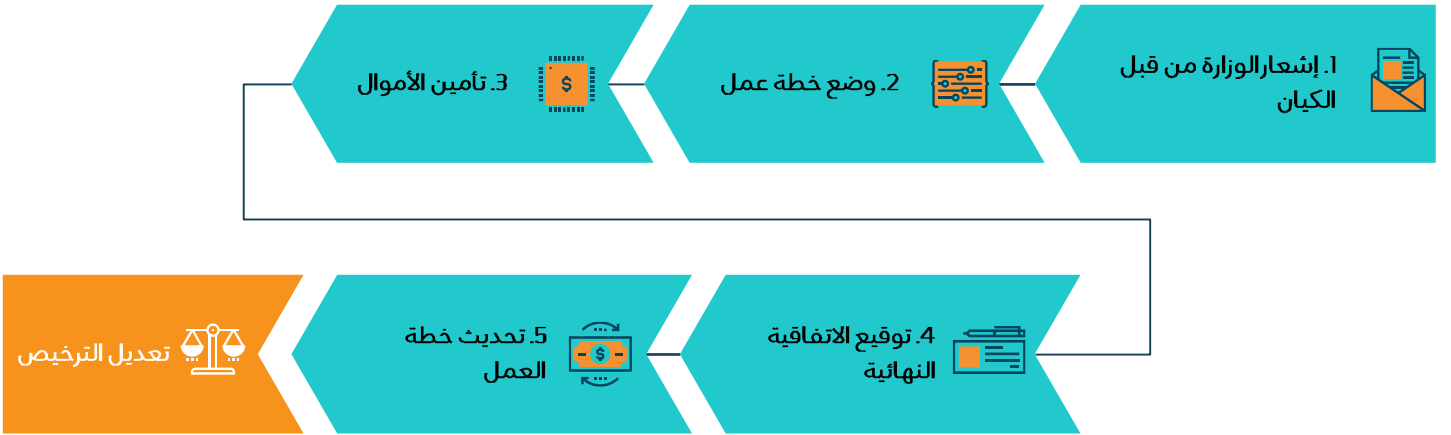 1. إشعار الوزارة من قبل
الكيان
2. وضع خطة عمل
3. تأمين الأموال
4. توقيع الاتفاقية
النهائية
5. تحديث خطة
العمل
تعديل الترخيص
$
$